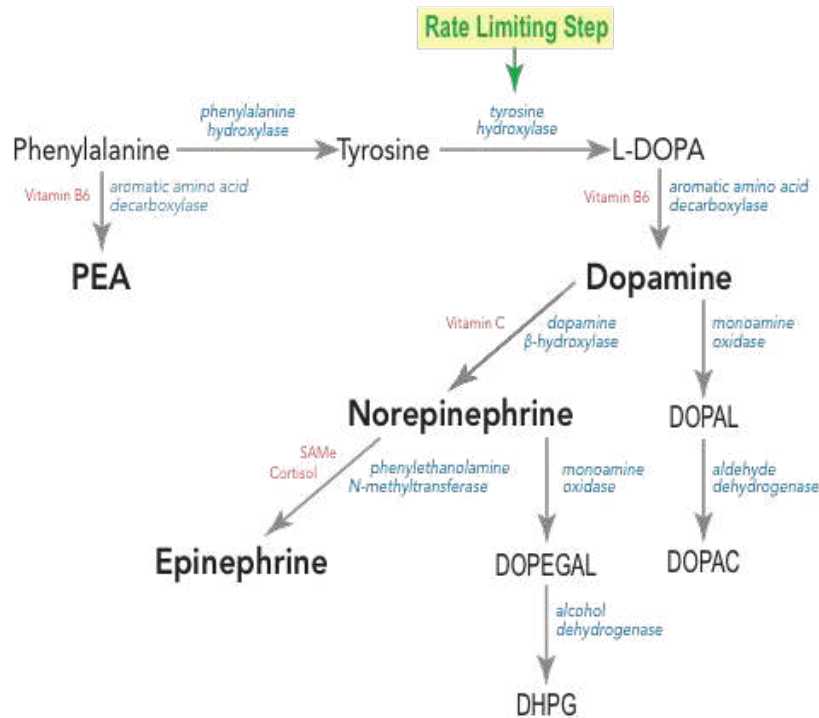 Rate Limiting Step
phenylalanine
hydroxylase
tyrosine
hydroxylase
Phenylalanine
Tyrosine
L-DOPA
Vitamin B6
aromatic amino acid
decarboxylase
Vitamin B6
aromatic amino acid
decarboxylase
PEA
Dopamine
Vitamin C
dopamine
β-hydroxylase
monoamine
oxidase
Norepinephrine
DOPAL
SAMe
Cortisol
phenylethanolamine
N-methyltransferase
monoamine
oxidase
aldehyde
dehydrogenase
Epinephrine
DOPEGAL
DOPAC
alcohol
dehydrogenase
DHPG